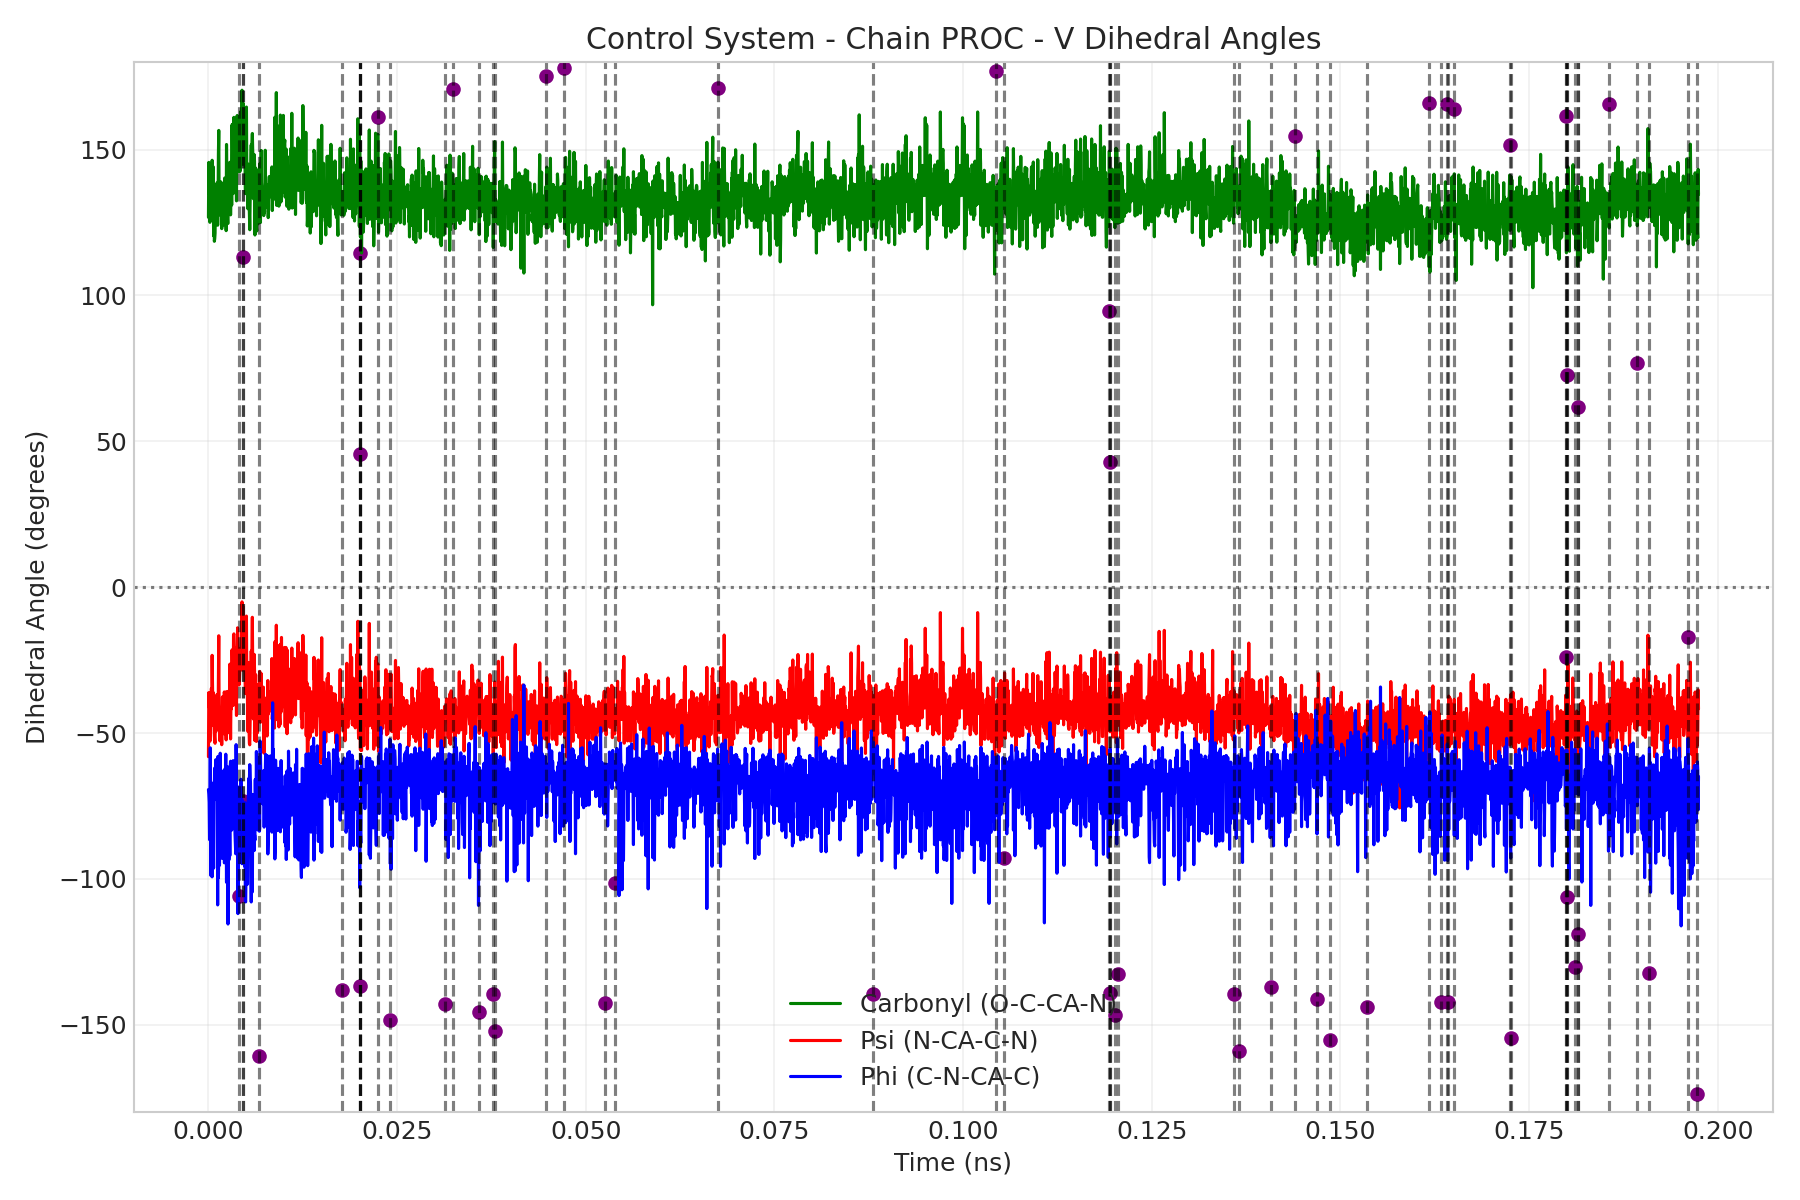 Control System - Chain PROC - V Dihedral Angles
Dihedral Angle (degrees)
150
100
50
0
−50
−100
−150
Carbonyl (O-C-CA-N)
Psi (N-CA-C-N)
Phi (C-N-CA-C)
0.000 0.025 0.050 0.075 0.100 0.125 0.150 0.175 0.200
Time (ns)